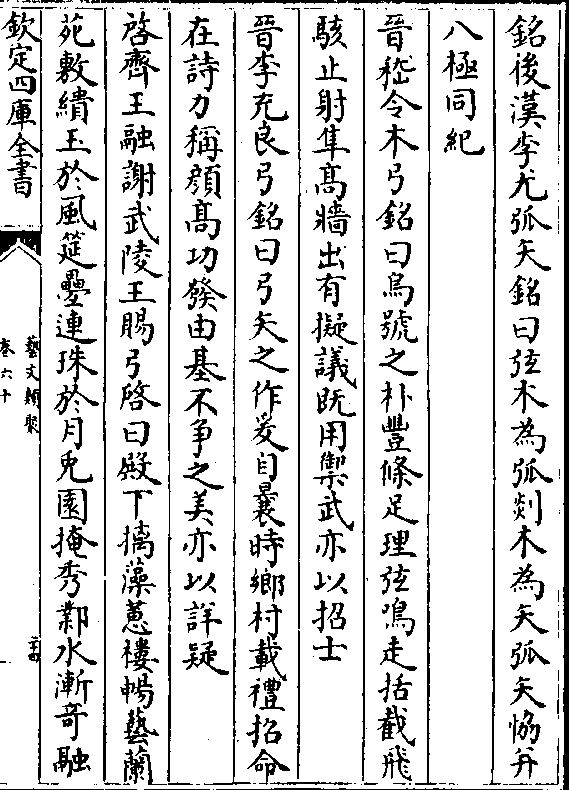 銘後漢李尤弧矢銘曰弦木為弧剡木為矢弧矢恊并
八極同紀
晉嵇令木弓銘曰烏號之朴豐條足理弦鳴走括截飛
駭止射隼髙牆出有擬議既用禦武亦以招士
晉李充良弓銘曰弓矢之作爰自曩時鄉村載禮招命
在詩力稱顔髙功發由基不争之美亦以詳疑
啓齊王融謝武陵王賜弓啓曰殿下摛藻蕙樓暢藝蘭
苑敷績玉於風筵疊連珠於月兎園掩秀鄴水漸奇融
欽定四庫全書
藝文類聚
卷六十